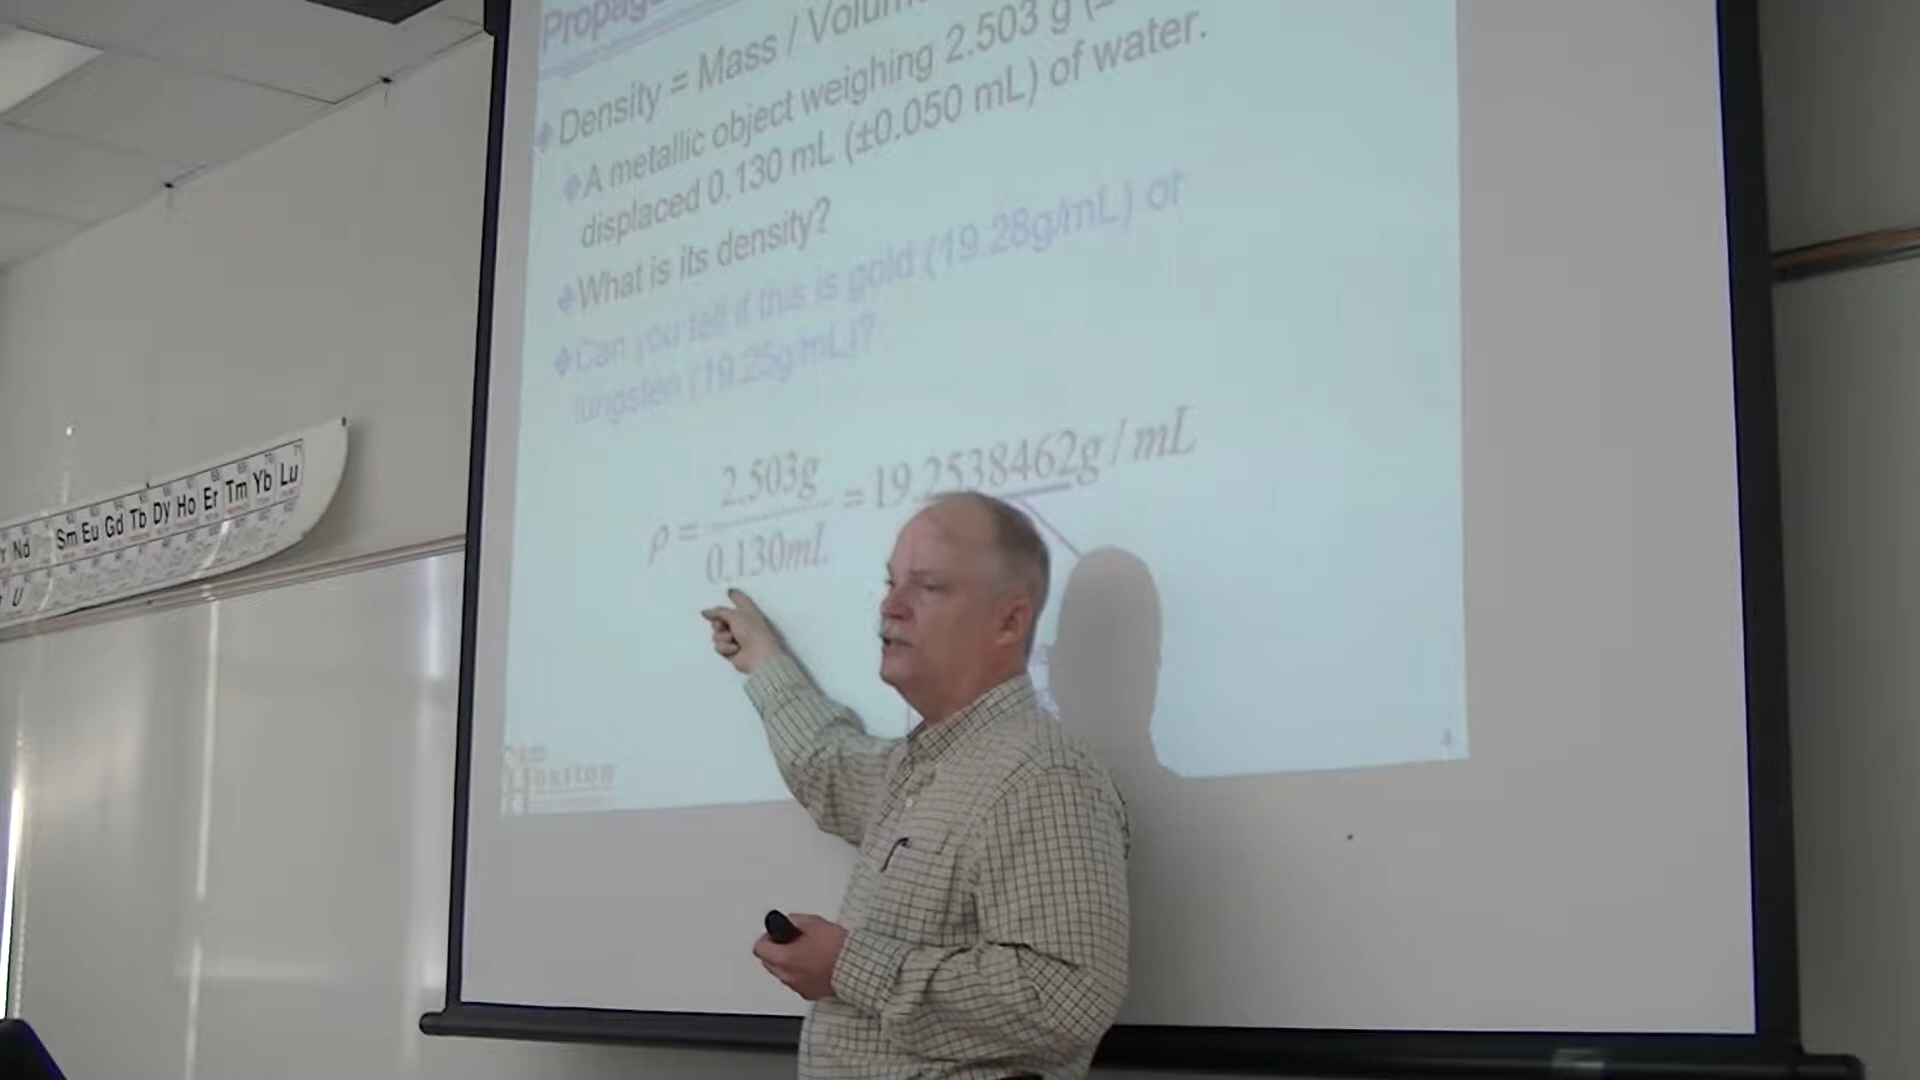 Propag
Density = Mass / Volum
A metallic object weighing 2.503 g (±
displaced 0.130 mL (±0.050 mL) of water.
What is its density?
Can you tell if this is gold (19.28g/mL) or
tungsten (19.25g/mL)?
ρ = 2.503g / 0.130mL = 19.2538462g / mL
4
Nd Sm Eu Gd Tb Dy Ho Er Tm Yb Lu
U